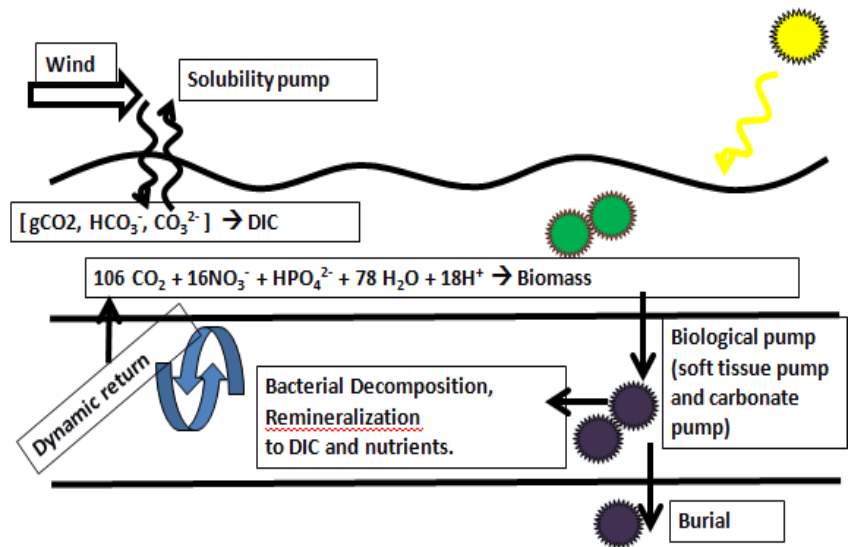 Wind
Solubility pump
[ gCO2, HCO₃⁻, CO₃²⁻ ] → DIC
106 CO₂ + 16NO₃⁻ + HPO₄²⁻ + 78 H₂O + 18H⁺ → Biomass
Dynamic return
Bacterial Decomposition,
Remineralization
to DIC and nutrients.
Biological pump
(soft tissue pump
and carbonate
pump)
Burial